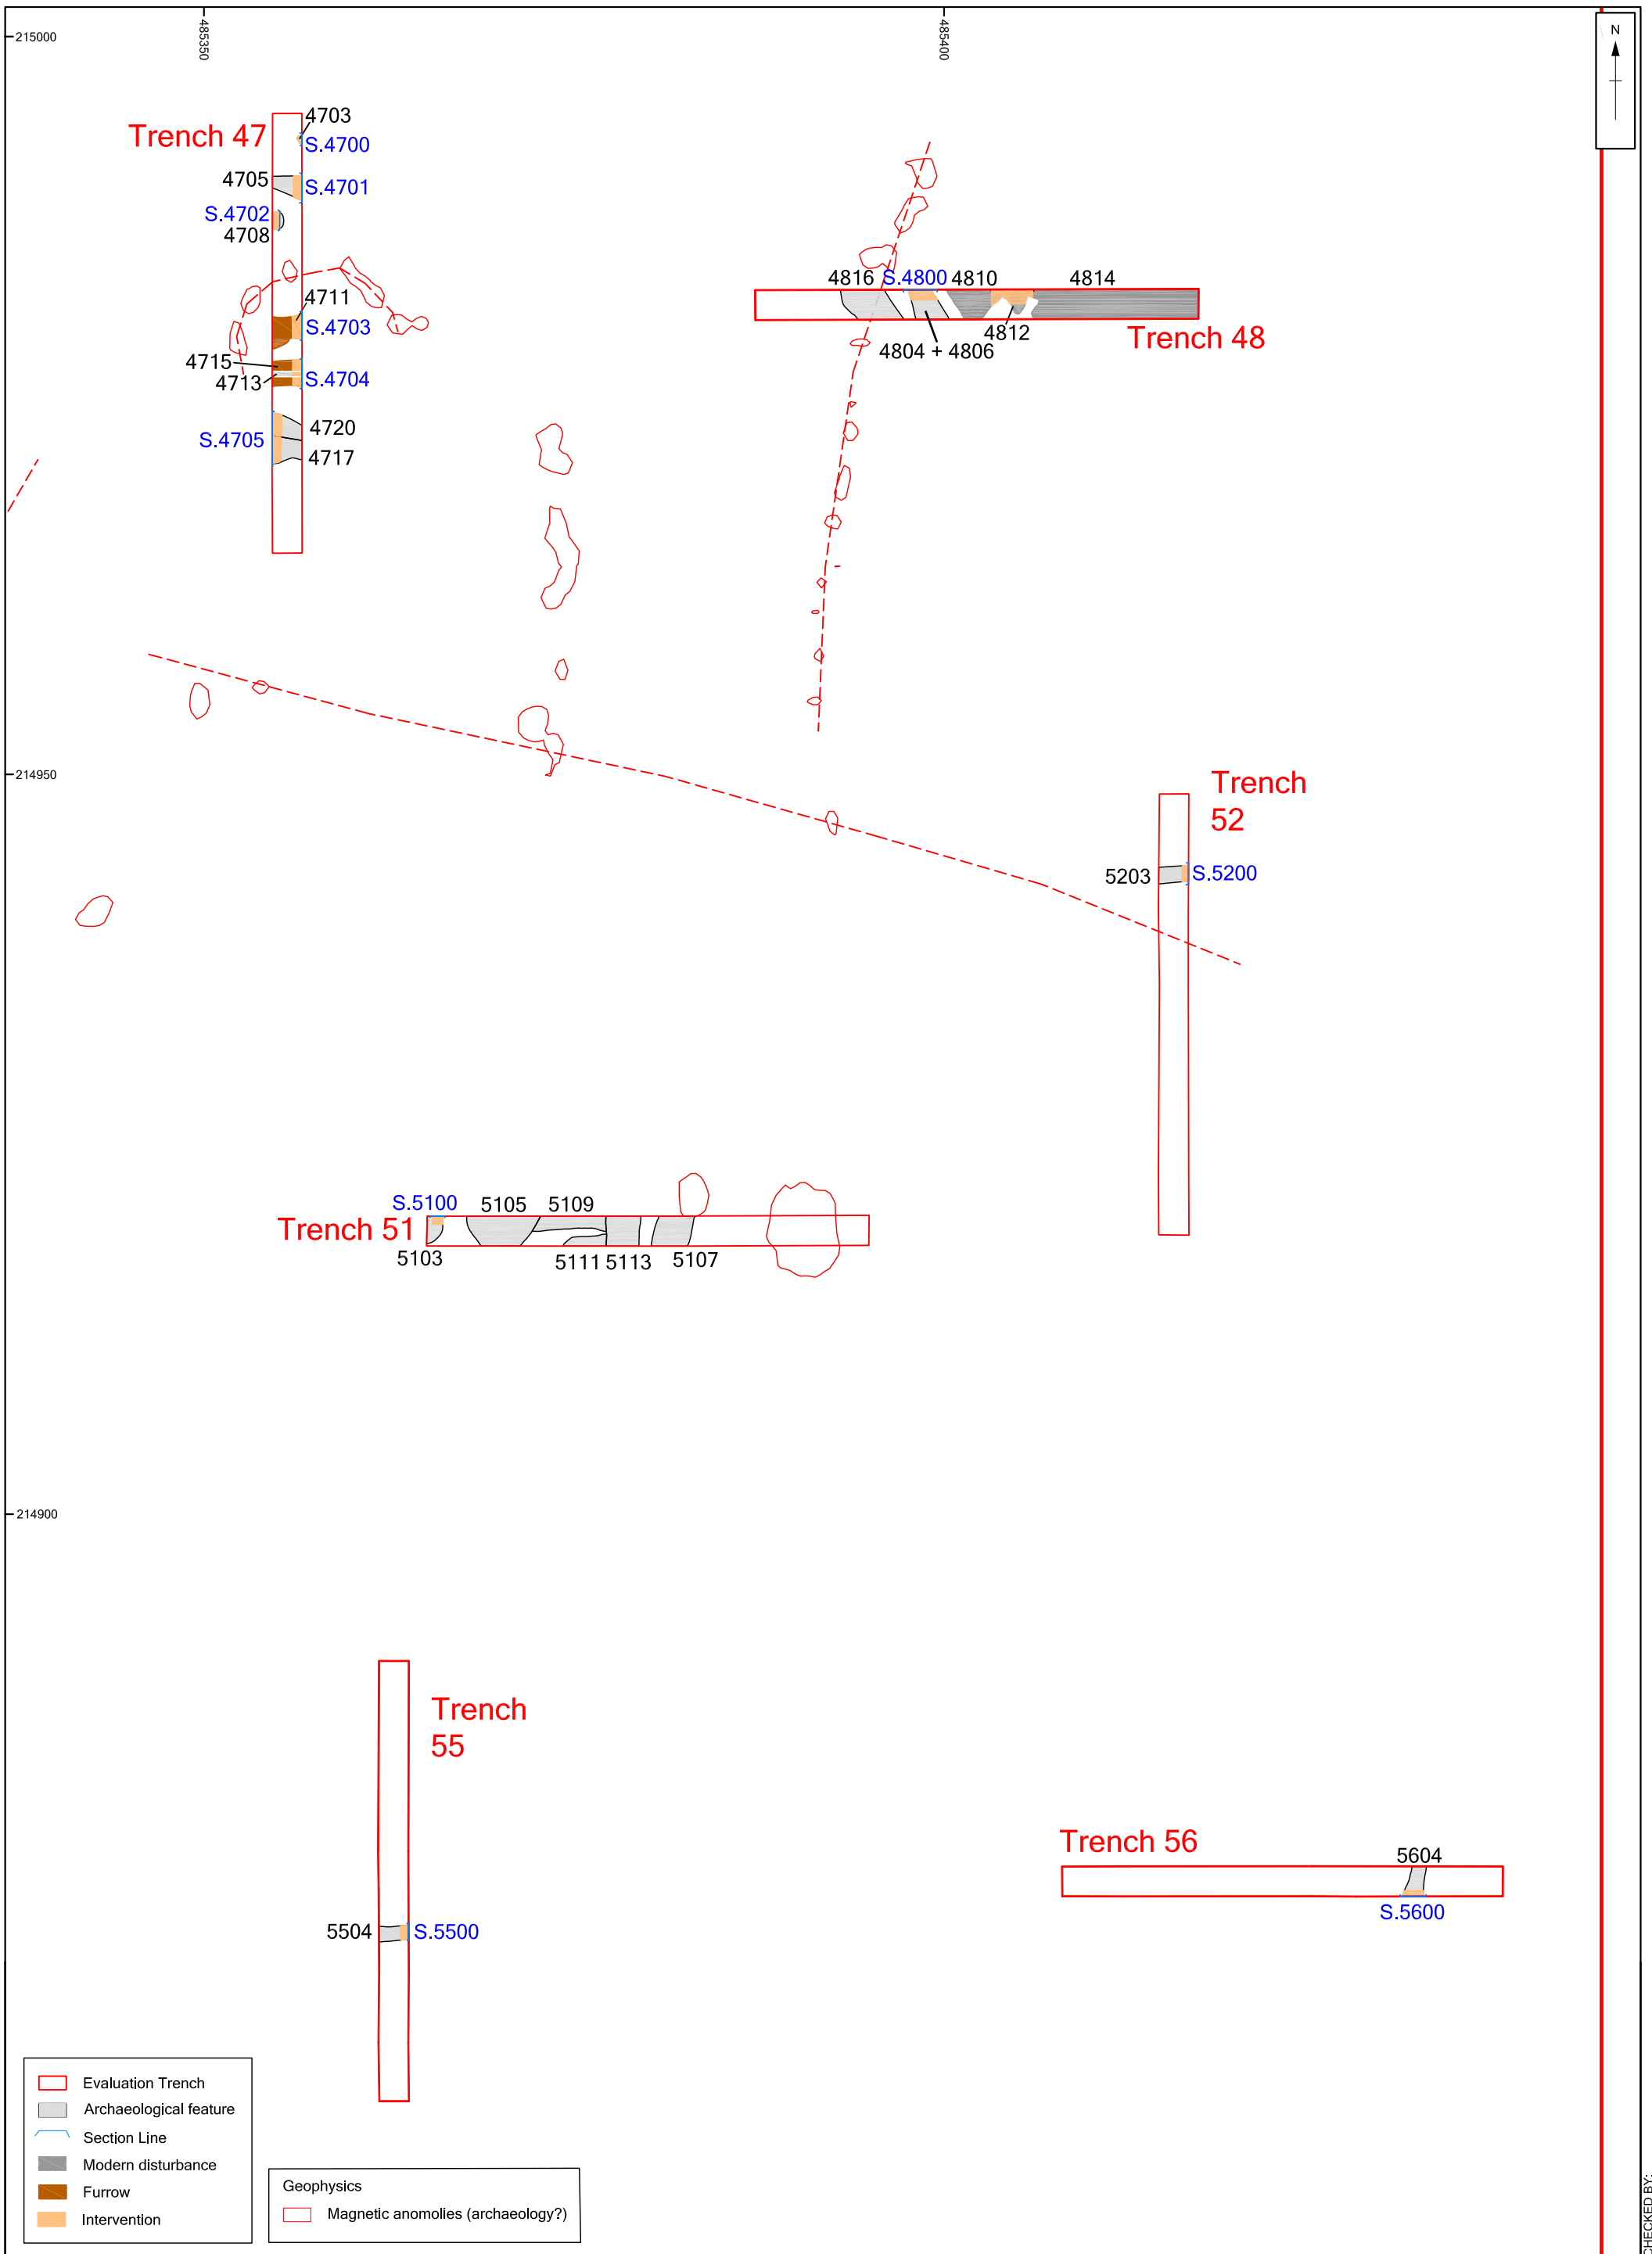 215000
485350
485400
N
4703
Trench 47
S.4700
4705
S.4701
S.4702
4708
4711
S.4703
4715
4713
S.4704
4720
S.4705
4717
4816
S.4800
4810
4814
4812
4804 + 4806
Trench 48
214950
Trench
52
5203
S.5200
S.5100
5105
5109
Trench 51
5103
5111
5113
5107
214900
Trench
55
5504
S.5500
Trench 56
5604
S.5600
Evaluation Trench
Archaeological feature
Section Line
Modern disturbance
Furrow
Intervention
Geophysics
Magnetic anomolies (archaeology?)
CHECKED BY: